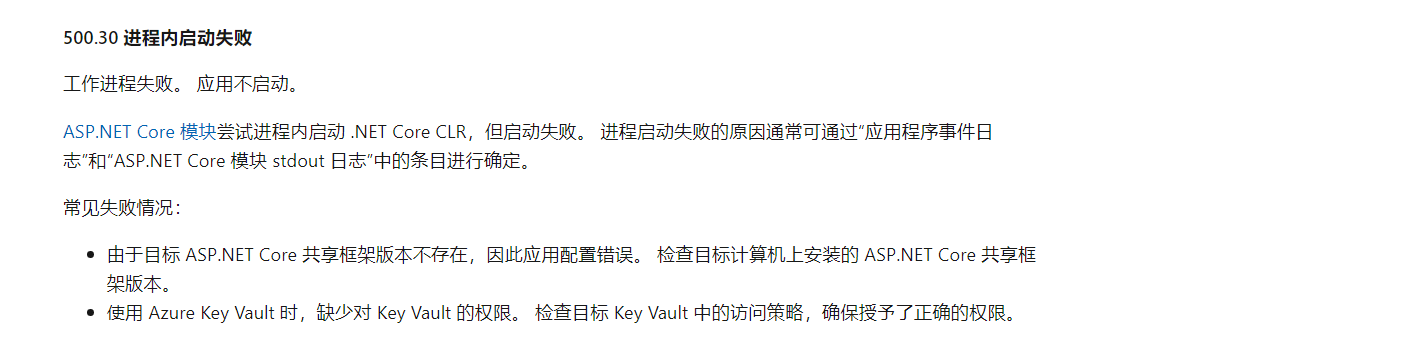 500.30 进程内启动失败
工作进程失败。 应用不启动。
ASP.NET Core 模块尝试进程内启动 .NET Core CLR，但启动失败。 进程启动失败的原因通常可通过“应用程序事件日
志”和“ASP.NET Core 模块 stdout 日志”中的条目进行确定。
常见失败情况：
• 由于目标 ASP.NET Core 共享框架版本不存在，因此应用配置错误。 检查目标计算机上安装的 ASP.NET Core 共享框
架版本。
• 使用 Azure Key Vault 时，缺少对 Key Vault 的权限。 检查目标 Key Vault 中的访问策略，确保授予了正确的权限。